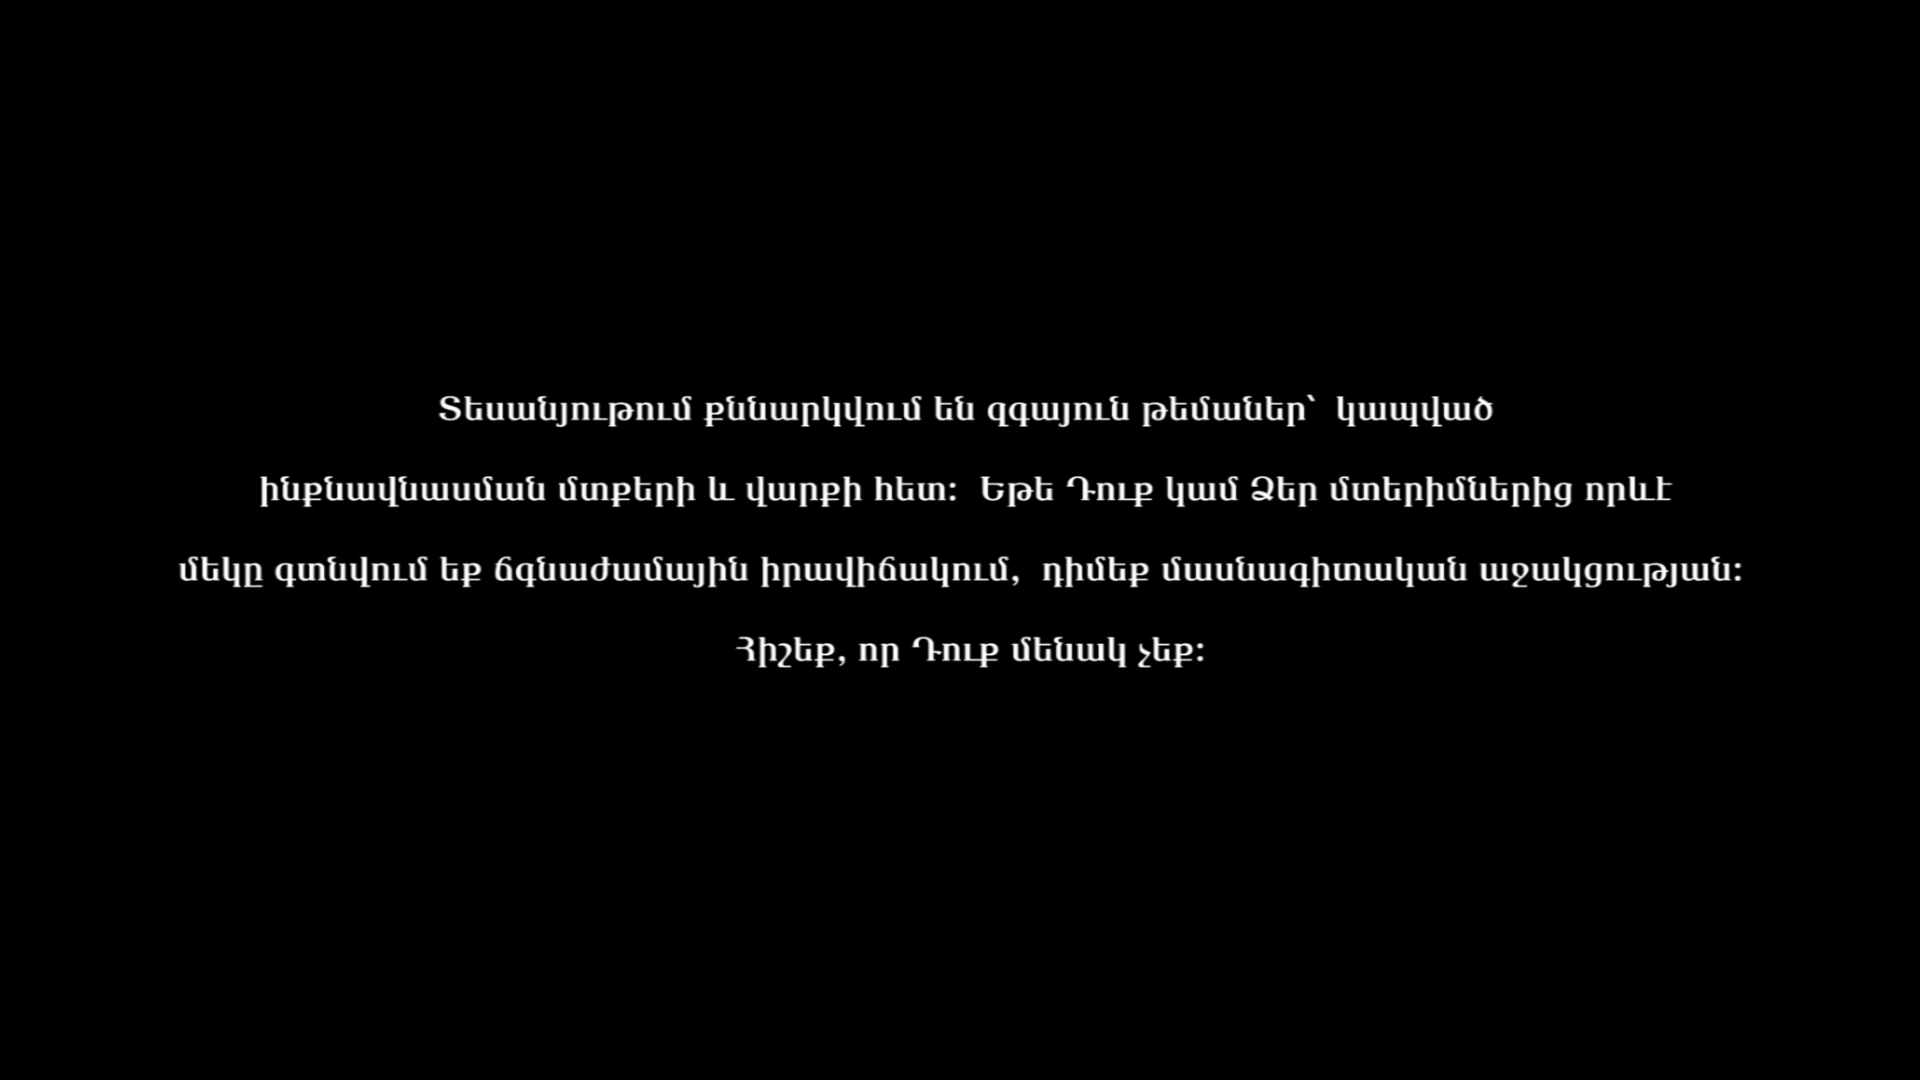 Տեսանյութում քննարկվում են զգայուն թեմաներ՝ կապված
ինքնավնասման մտքերի և վարքի հետ։ Եթե Դուք կամ Ձեր մտերիմներից որևէ
մեկը գտնվում եք ճգնաժամային իրավիճակում, դիմեք մասնագիտական աջակցության։
Հիշեք, որ Դուք մենակ չեք։